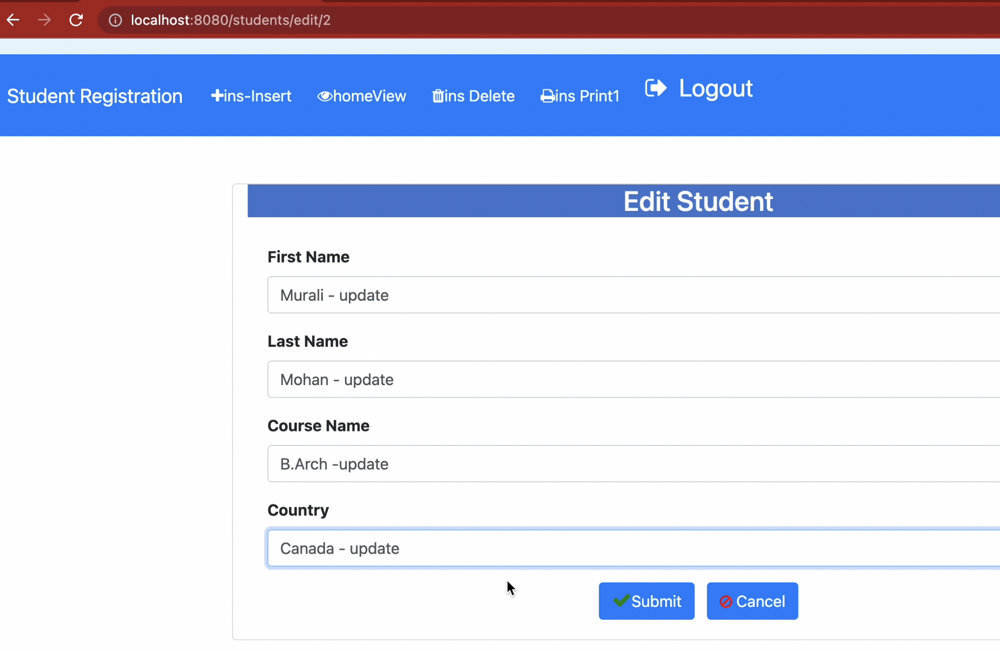 localhost:8080/students/edit/2
Student Registration ins-Insert homeView ins Delete ins Print1 Logout
Edit Student
First Name
Murali - update
Last Name
Mohan - update
Course Name
B.Arch -update
Country
Canada - update
Submit Cancel